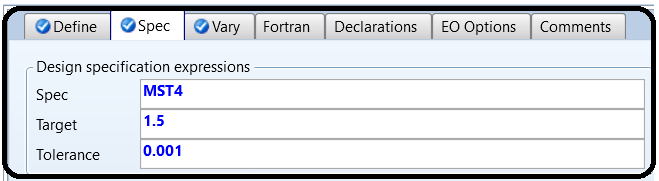 Define Spec Vary Fortran Declarations EO Options Comments
Design specification expressions
Spec MST4
Target 1.5
Tolerance 0.001